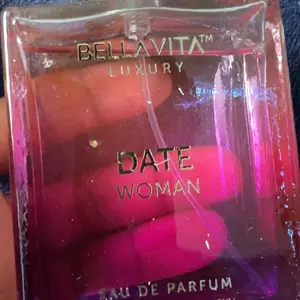 BELLAVITA™
LUXURY
DATE
WOMAN
EAU DE PARFUM